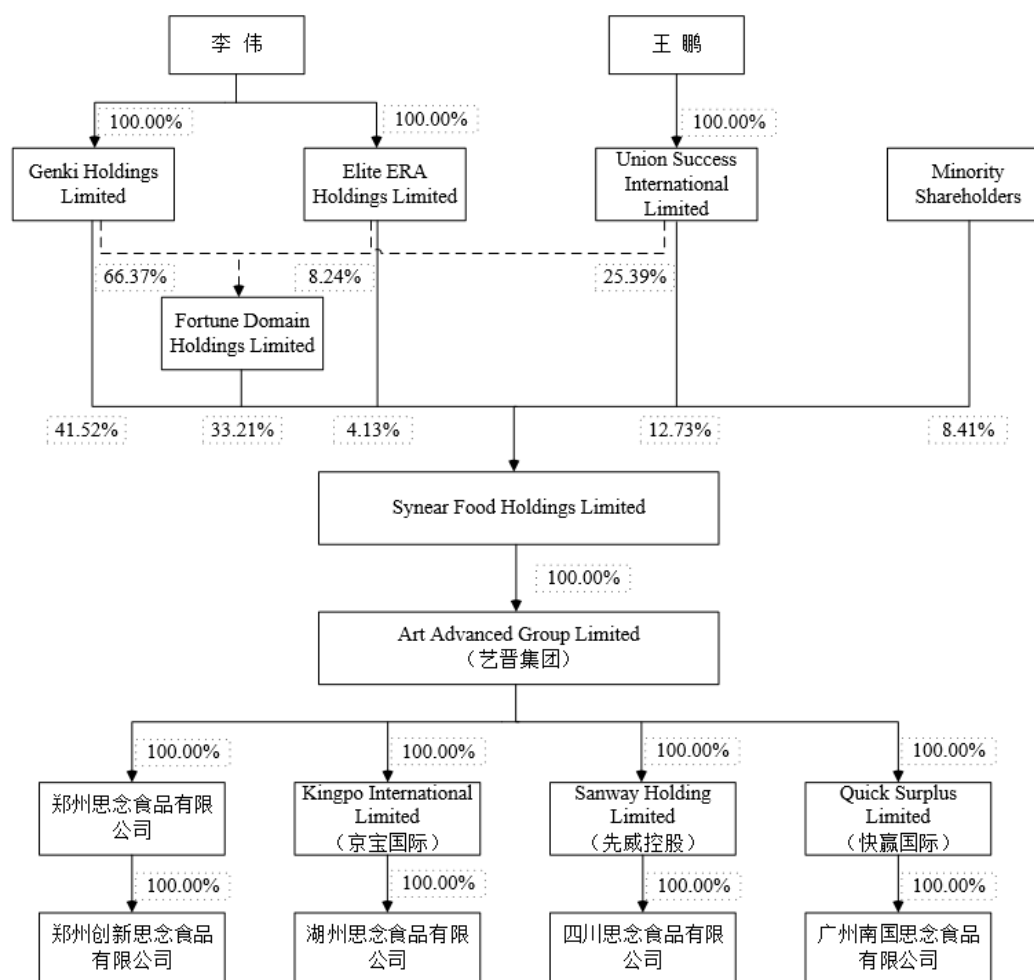 李 伟
王 鹏
100.00%
100.00%
100.00%
Genki Holdings
Limited
Elite ERA
Holdings Limited
Union Success
International
Limited
Minority
Shareholders
66.37%
8.24%
25.39%
Fortune Domain
Holdings Limited
41.52%
33.21%
4.13%
12.73%
8.41%
Synear Food Holdings Limited
100.00%
Art Advanced Group Limited
（艺晋集团）
100.00%
100.00%
100.00%
100.00%
郑州思念食品有限
公司
Kingpo International
Limited
（京宝国际）
Sanway Holding
Limited
（先威控股）
Quick Surplus
Limited
（快赢国际）
100.00%
100.00%
100.00%
100.00%
郑州创新思念食品
有限公司
湖州思念食品有限
公司
四川思念食品有限
公司
广州南国思念食品
有限公司